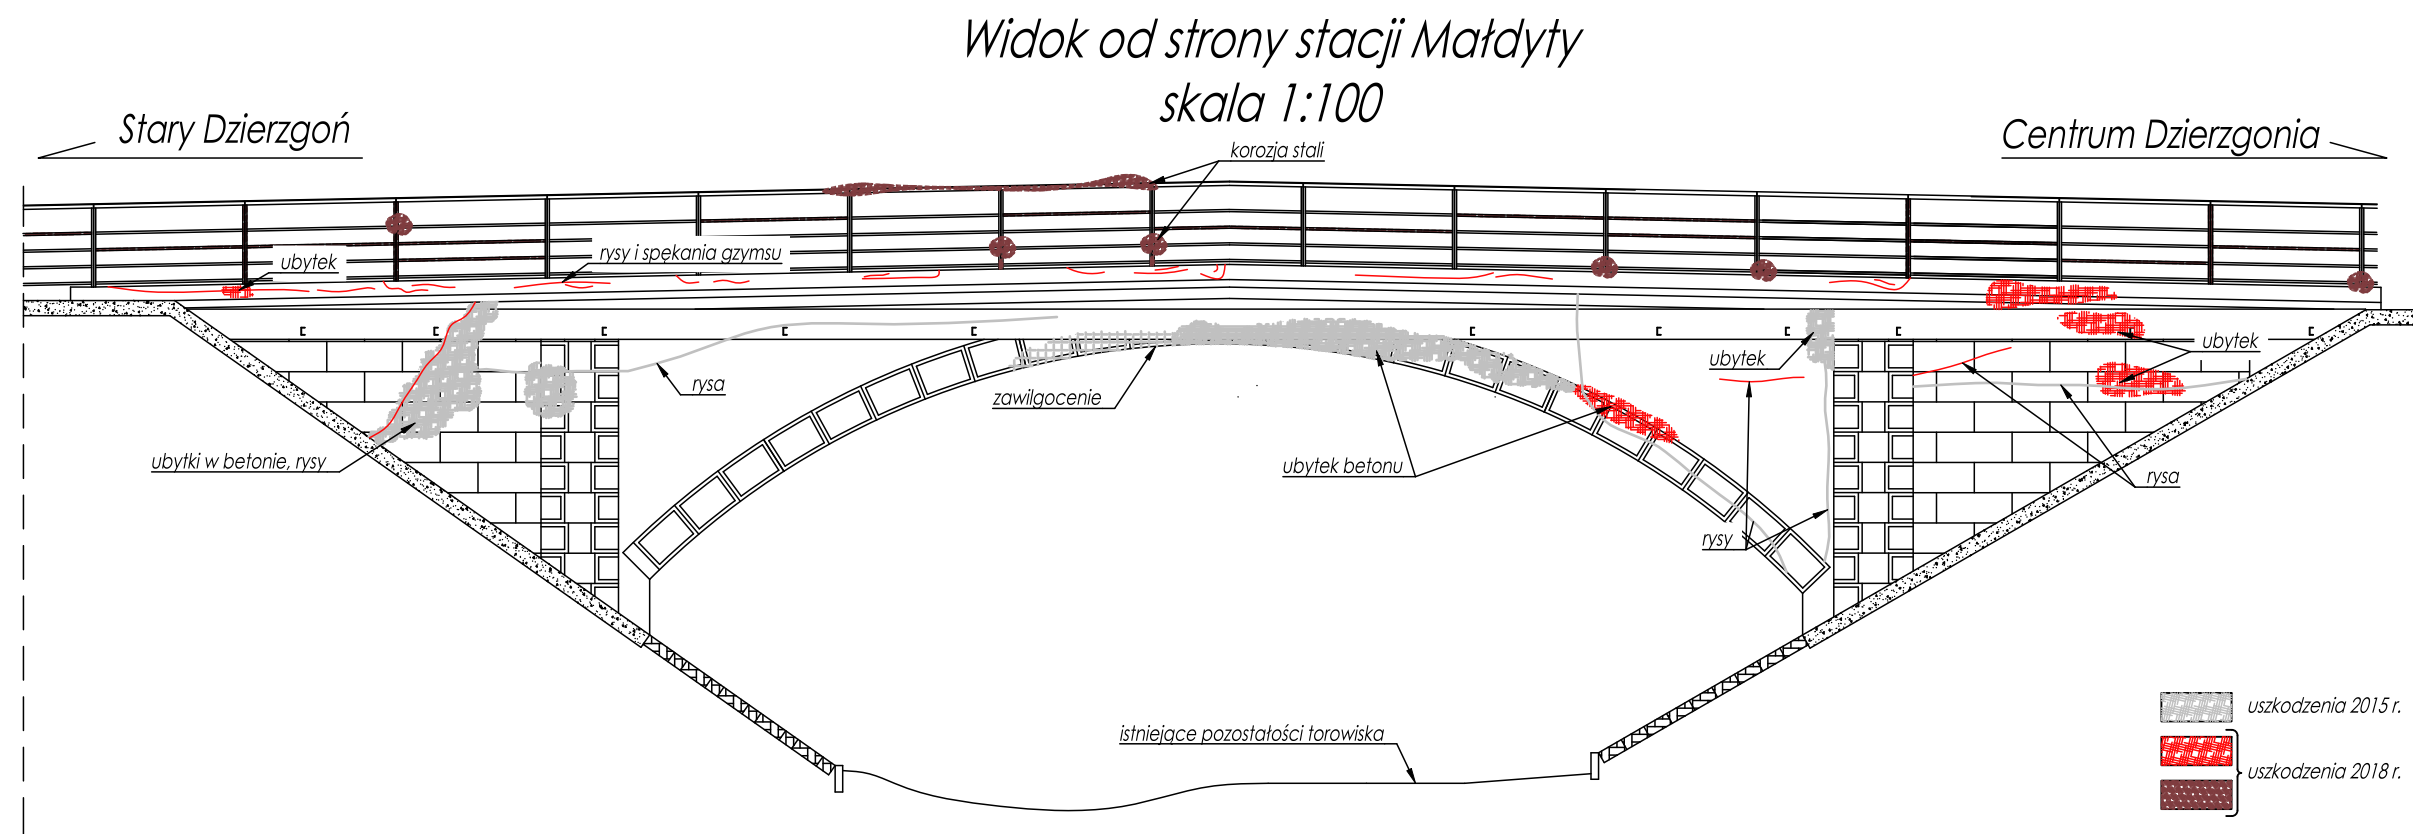 Widok od strony stacji Małdyty
skala 1:100
Stary Dzierzgoń
Centrum Dzierzgonia
korozja stali
rysy i spękania gzymsu
ubytek
ubytek
ubytek
rysa
zawilgocenie
ubytki w betonie, rysy
ubytek betonu
rysa
rysy
istniejące pozostałości torowiska
uszkodzenia 2015 r.
uszkodzenia 2018 r.